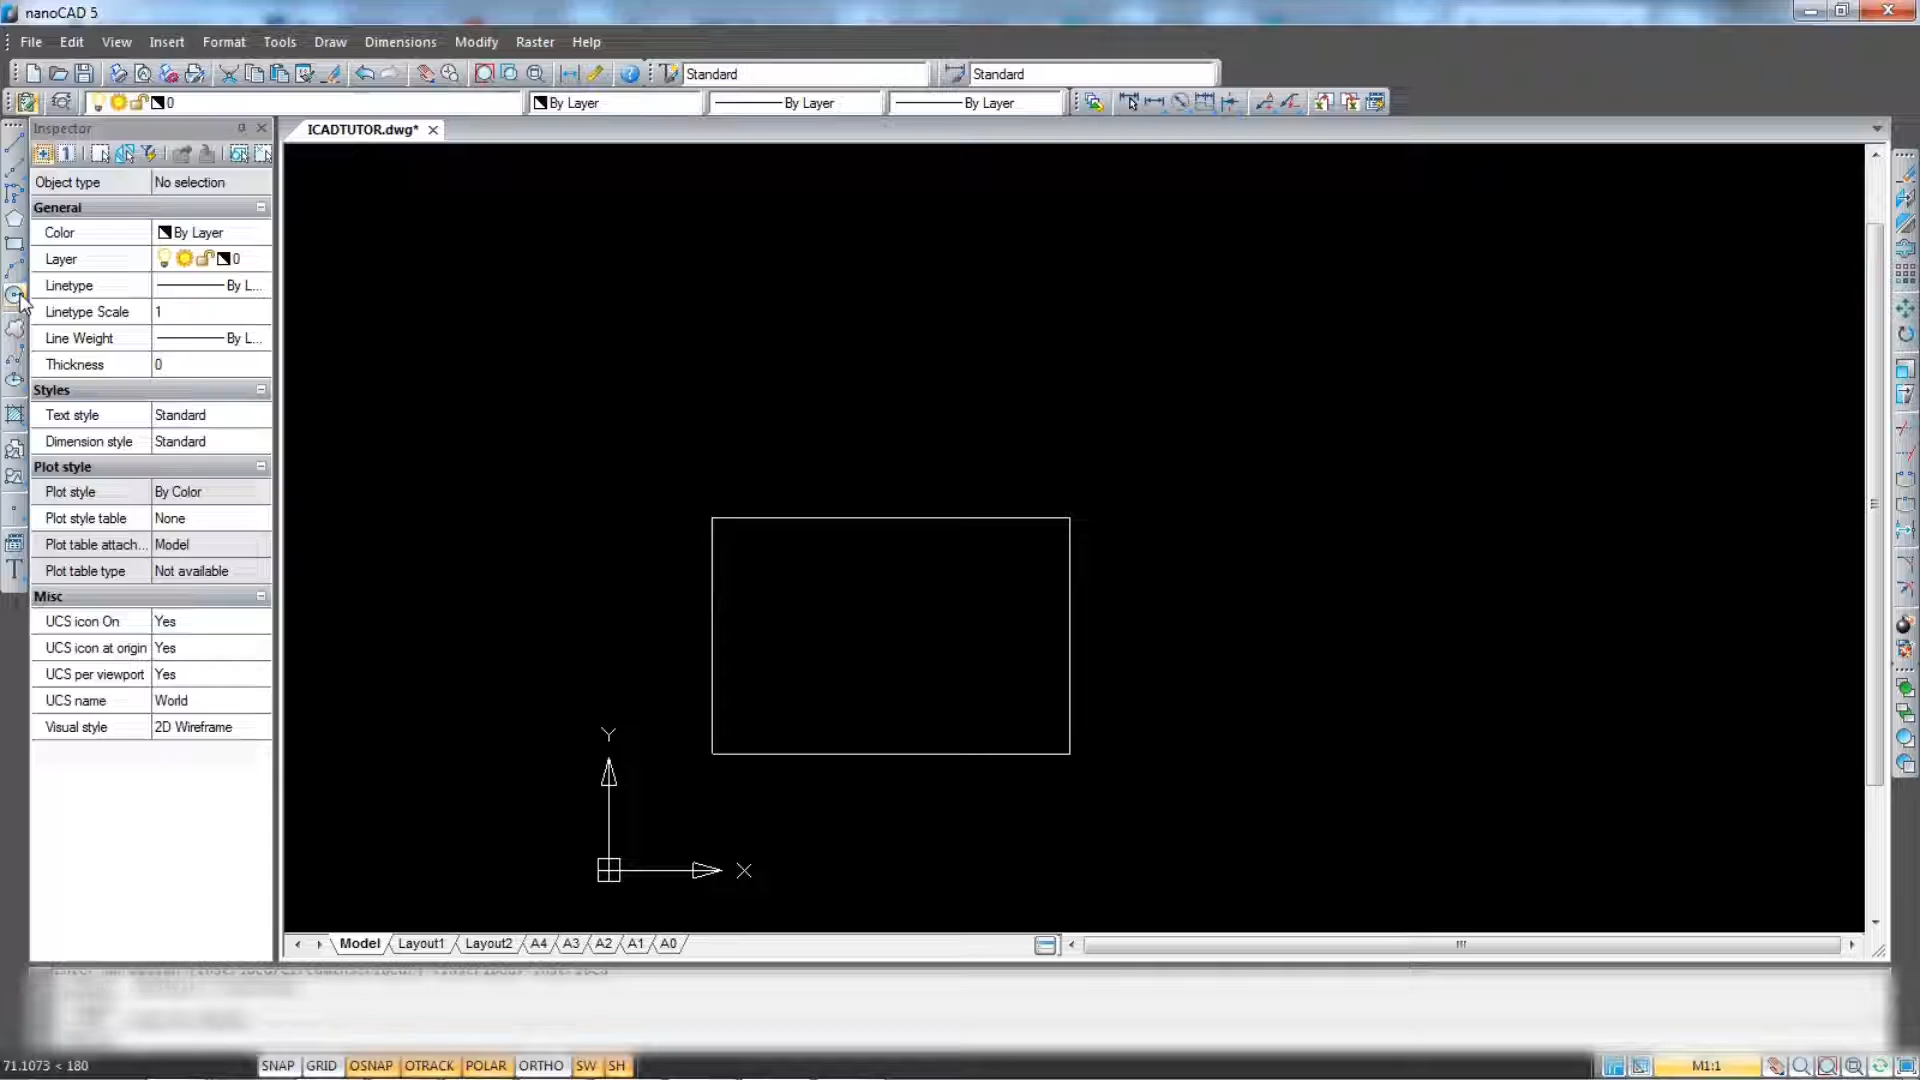 nanoCAD 5
File Edit View Insert Format Tools Draw Dimensions Modify Edit Raster Help
Standard Standard
0 By Layer By Layer By Layer
Inspector
ICADTUTOR.dwg*
1
Object type No selection
General
Color By Layer
Layer 0
Linetype By L...
Linetype Scale 1
Line Weight By L...
Thickness 0
Styles
Text style Standard
Dimension style Standard
Plot style
Plot style By Color
Plot style table None
Plot table attach... Model
Plot table type Not available
Misc
UCS icon On Yes
UCS icon at origin Yes
UCS per viewport Yes
UCS name World
Visual style 2D Wireframe
Y
X
Model Layout1 Layout2 A4 A3 A2 A1 A0
71.1073 < 180 SNAP GRID OSNAP OTRACK POLAR ORTHO SW SH M1:1